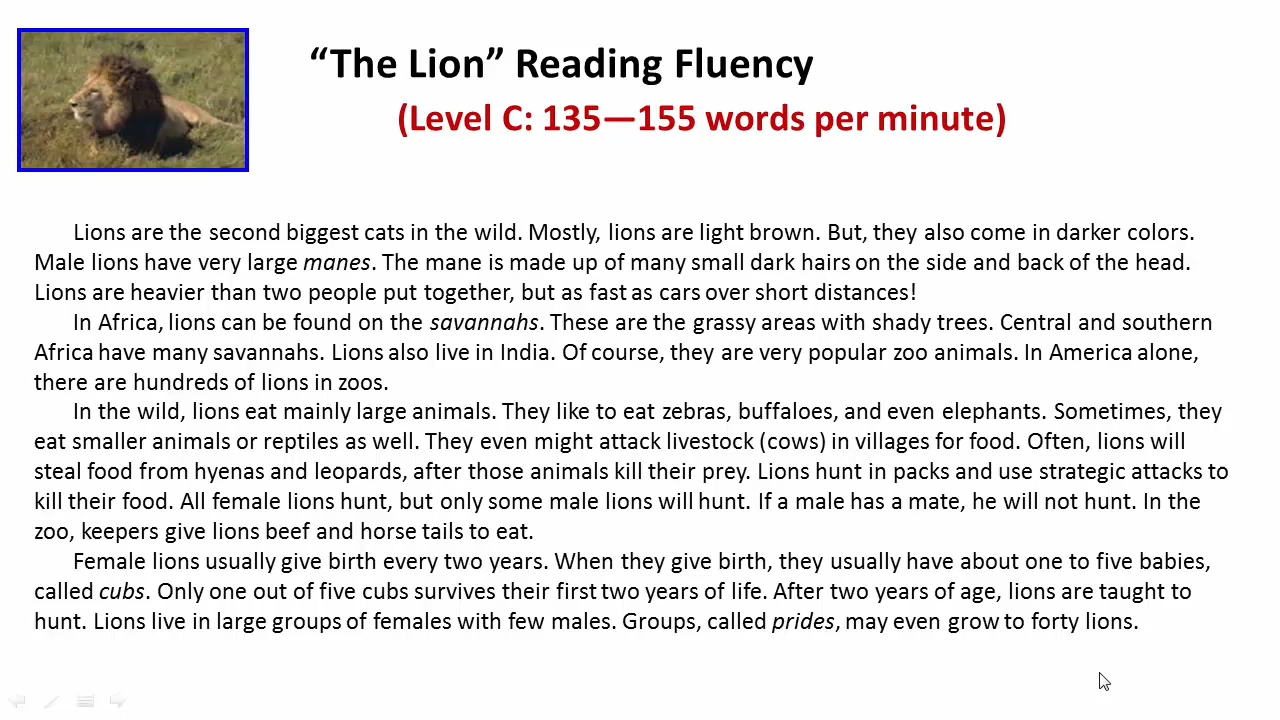 “The Lion” Reading Fluency
(Level C: 135—155 words per minute)
Lions are the second biggest cats in the wild. Mostly, lions are light brown. But, they also come in darker colors.
Male lions have very large manes. The mane is made up of many small dark hairs on the side and back of the head.
Lions are heavier than two people put together, but as fast as cars over short distances!
In Africa, lions can be found on the savannahs. These are the grassy areas with shady trees. Central and southern
Africa have many savannahs. Lions also live in India. Of course, they are very popular zoo animals. In America alone,
there are hundreds of lions in zoos.
In the wild, lions eat mainly large animals. They like to eat zebras, buffaloes, and even elephants. Sometimes, they
eat smaller animals or reptiles as well. They even might attack livestock (cows) in villages for food. Often, lions will
steal food from hyenas and leopards, after those animals kill their prey. Lions hunt in packs and use strategic attacks to
kill their food. All female lions hunt, but only some male lions will hunt. If a male has a mate, he will not hunt. In the
zoo, keepers give lions beef and horse tails to eat.
Female lions usually give birth every two years. When they give birth, they usually have about one to five babies,
called cubs. Only one out of five cubs survives their first two years of life. After two years of age, lions are taught to
hunt. Lions live in large groups of females with few males. Groups, called prides, may even grow to forty lions.